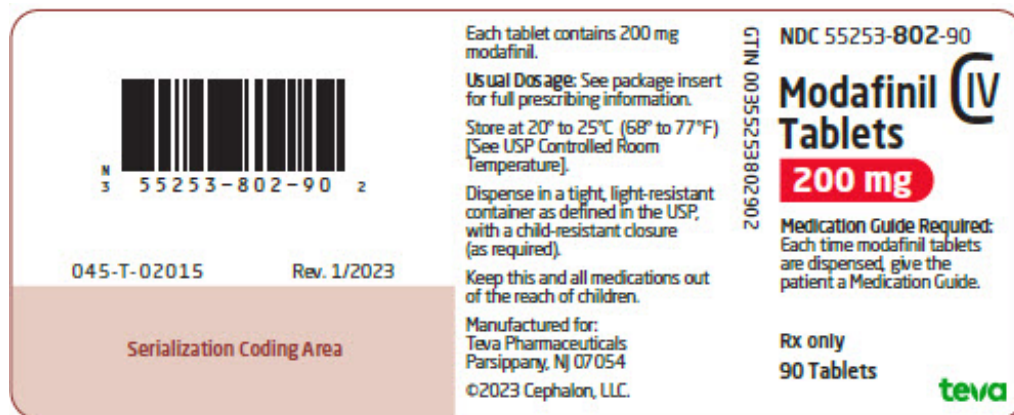 N
3 55253-802-90 2
045-T-02015 Rev. 1/2023
Serialization Coding Area
Each tablet contains 200 mg
modafinil.
Usual Dosage: See package insert
for full prescribing information.
Store at 20° to 25°C (68° to 77°F)
[See USP Controlled Room
Temperature].
Dispense in a tight, light-resistant
container as defined in the USP,
with a child-resistant closure
(as required).
Keep this and all medications out
of the reach of children.
Manufactured for:
Teva Pharmaceuticals
Parsippany, NJ 07054
©2023 Cephalon, LLC.
GTIN 00355253802902
NDC 55253-802-90
Modafinil CIV
Tablets
200 mg
Medication Guide Required:
Each time modafinil tablets
are dispensed, give the
patient a Medication Guide.
Rx only
90 Tablets
teva